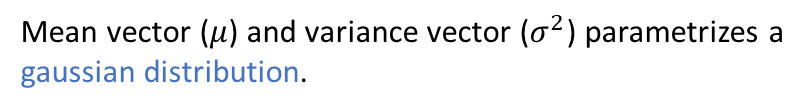 Mean vector (μ) and variance vector (σ²) parametrizes a
gaussian distribution.